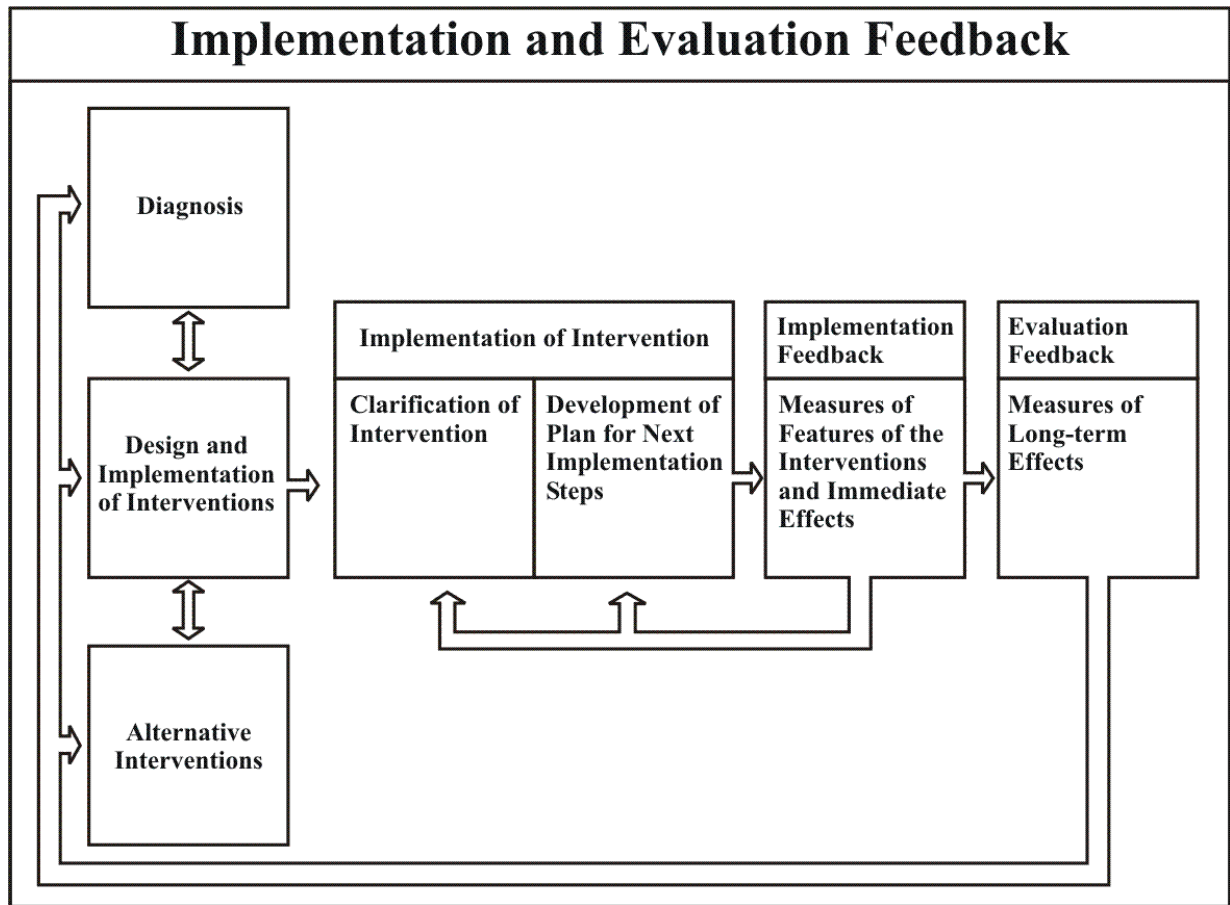 Implementation and Evaluation Feedback
Diagnosis
Design and
Implementation
of Interventions
Alternative
Interventions
Implementation of Intervention
Clarification of
Intervention
Development of
Plan for Next
Implementation
Steps
Implementation
Feedback
Measures of
Features of the
Interventions
and Immediate
Effects
Evaluation
Feedback
Measures of
Long-term
Effects